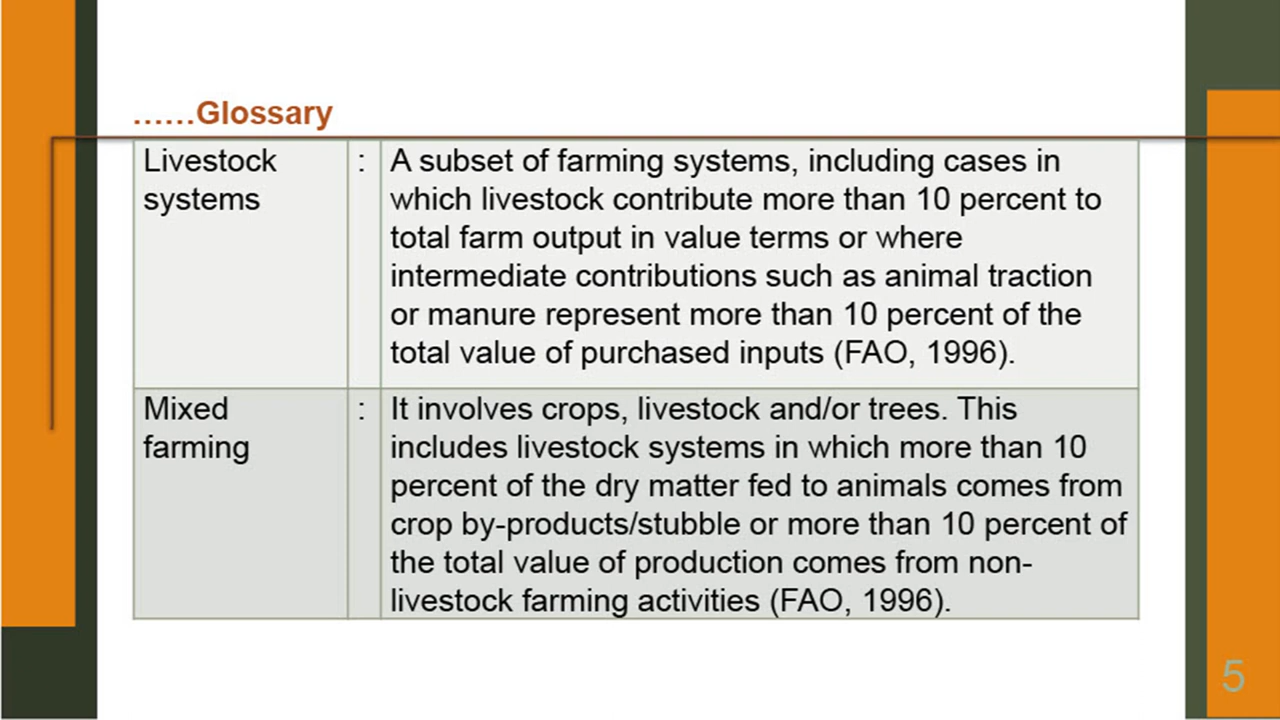 ......Glossary
Livestock
systems
:
A subset of farming systems, including cases in
which livestock contribute more than 10 percent to
total farm output in value terms or where
intermediate contributions such as animal traction
or manure represent more than 10 percent of the
total value of purchased inputs (FAO, 1996).
Mixed
farming
:
It involves crops, livestock and/or trees. This
includes livestock systems in which more than 10
percent of the dry matter fed to animals comes from
crop by-products/stubble or more than 10 percent of
the total value of production comes from non-
livestock farming activities (FAO, 1996).
5